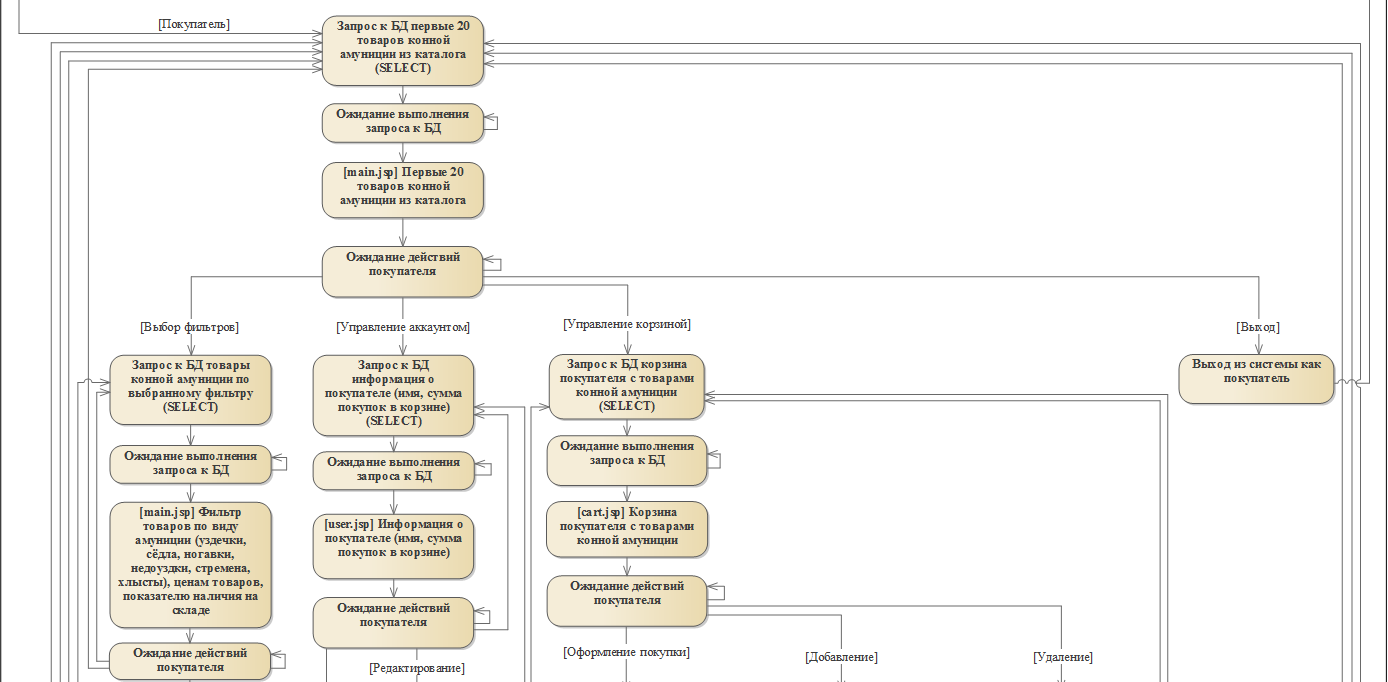 [Покупатель]
Запрос к БД первые 20
товаров конной
амуниции из каталога
(SELECT)
Ожидание выполнения
запроса к БД
[main.jsp] Первые 20
товаров конной
амуниции из каталога
Ожидание действий
покупателя
[Выбор фильтров]
[Управление аккаунтом]
[Управление корзиной]
[Выход]
Запрос к БД товары
конной амуниции по
выбранному фильтру
(SELECT)
Ожидание выполнения
запроса к БД
[main.jsp] Фильтр
товаров по виду
амуниции (уздечки,
сёдла, ногавки,
недоуздки, стремена,
хлысты), ценам товаров,
показателю наличия на
складе
Ожидание действий
покупателя
Запрос к БД
информация о
покупателе (имя, сумма
покупок в корзине)
(SELECT)
Ожидание выполнения
запроса к БД
[user.jsp] Информация о
покупателе (имя, сумма
покупок в корзине)
Ожидание действий
покупателя
[Редактирование]
Запрос к БД корзина
покупателя с товарами
конной амуниции
(SELECT)
Ожидание выполнения
запроса к БД
[cart.jsp] Корзина
покупателя с товарами
конной амуниции
Ожидание действий
покупателя
[Оформление покупки]
[Добавление]
[Удаление]
Выход из системы как
покупатель